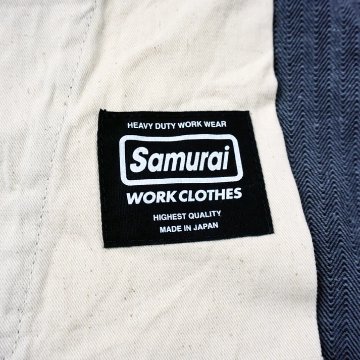 HEAVY DUTY WORK WEAR
Samurai
WORK CLOTHES
HIGHEST QUALITY
MADE IN JAPAN